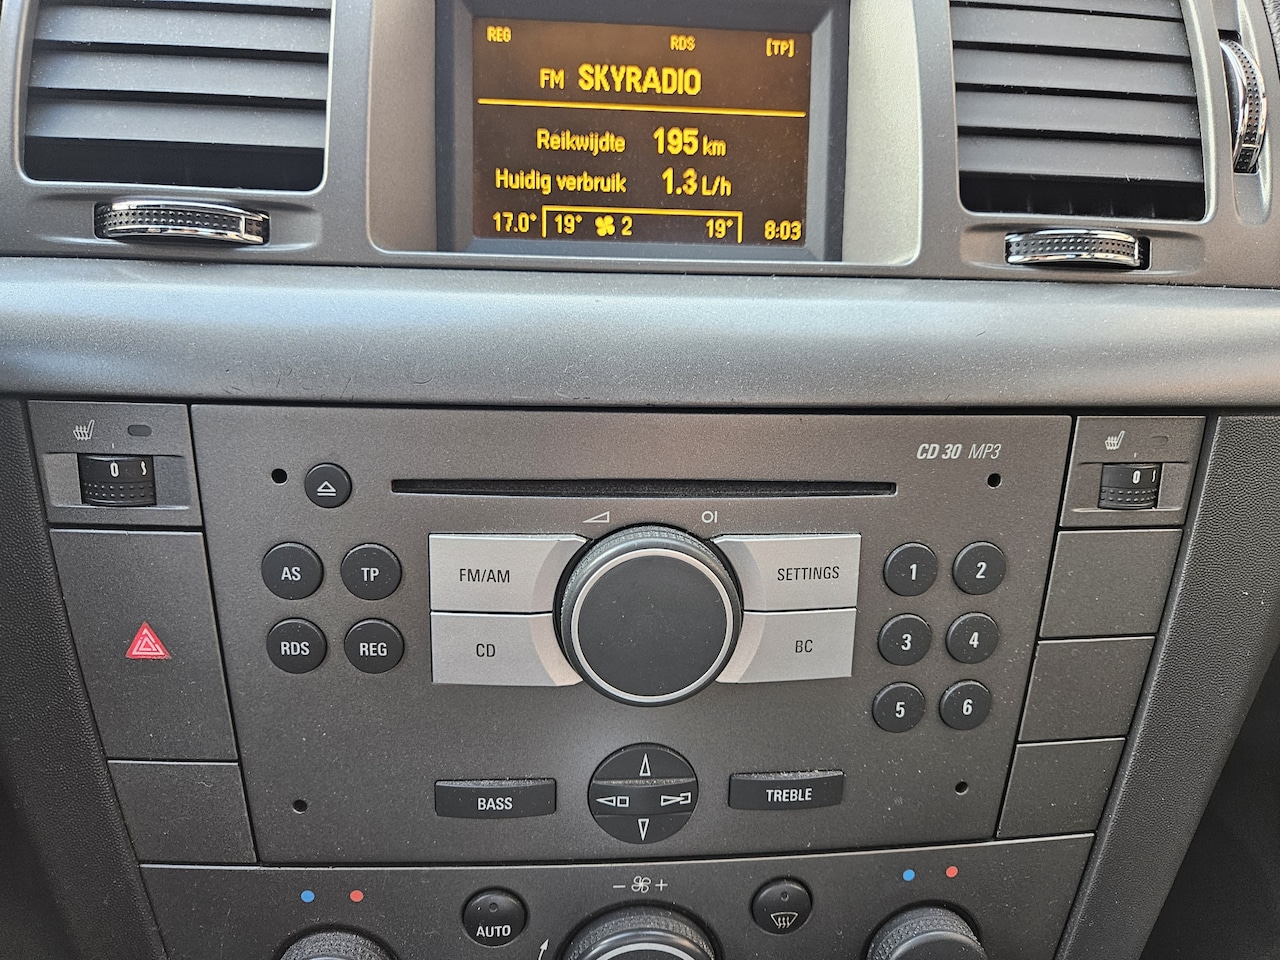 REG RDS [TP]
FM SKYRADIO
Reikwijdte 195 km
Huidig verbruik 1.3 L/h
17.0° 19° 2 19° 8:03
CD 30 MP3
0
0
AS TP
FM/AM SETTINGS
1 2
RDS REG
CD BC
3 4
5 6
BASS TREBLE
- +
AUTO